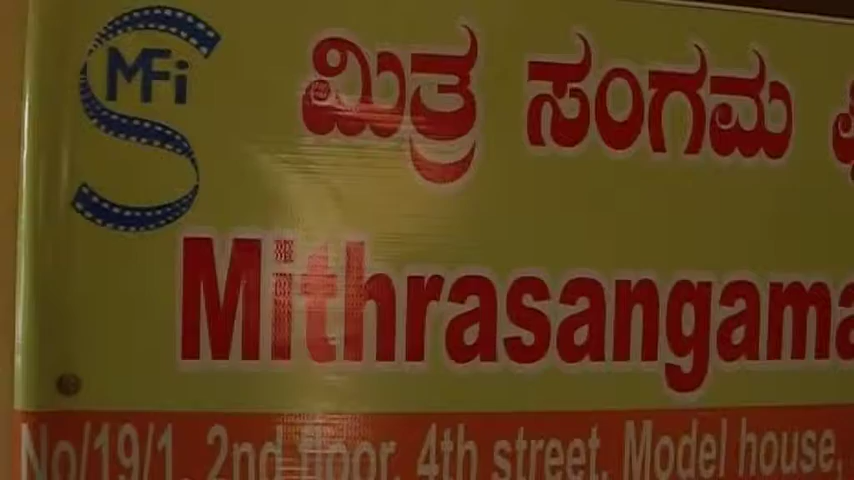 MFi
ಮಿತ್ರ ಸಂಗಮ
Mithrasangama
No/19/1, 2nd floor, 4th street, Model house,